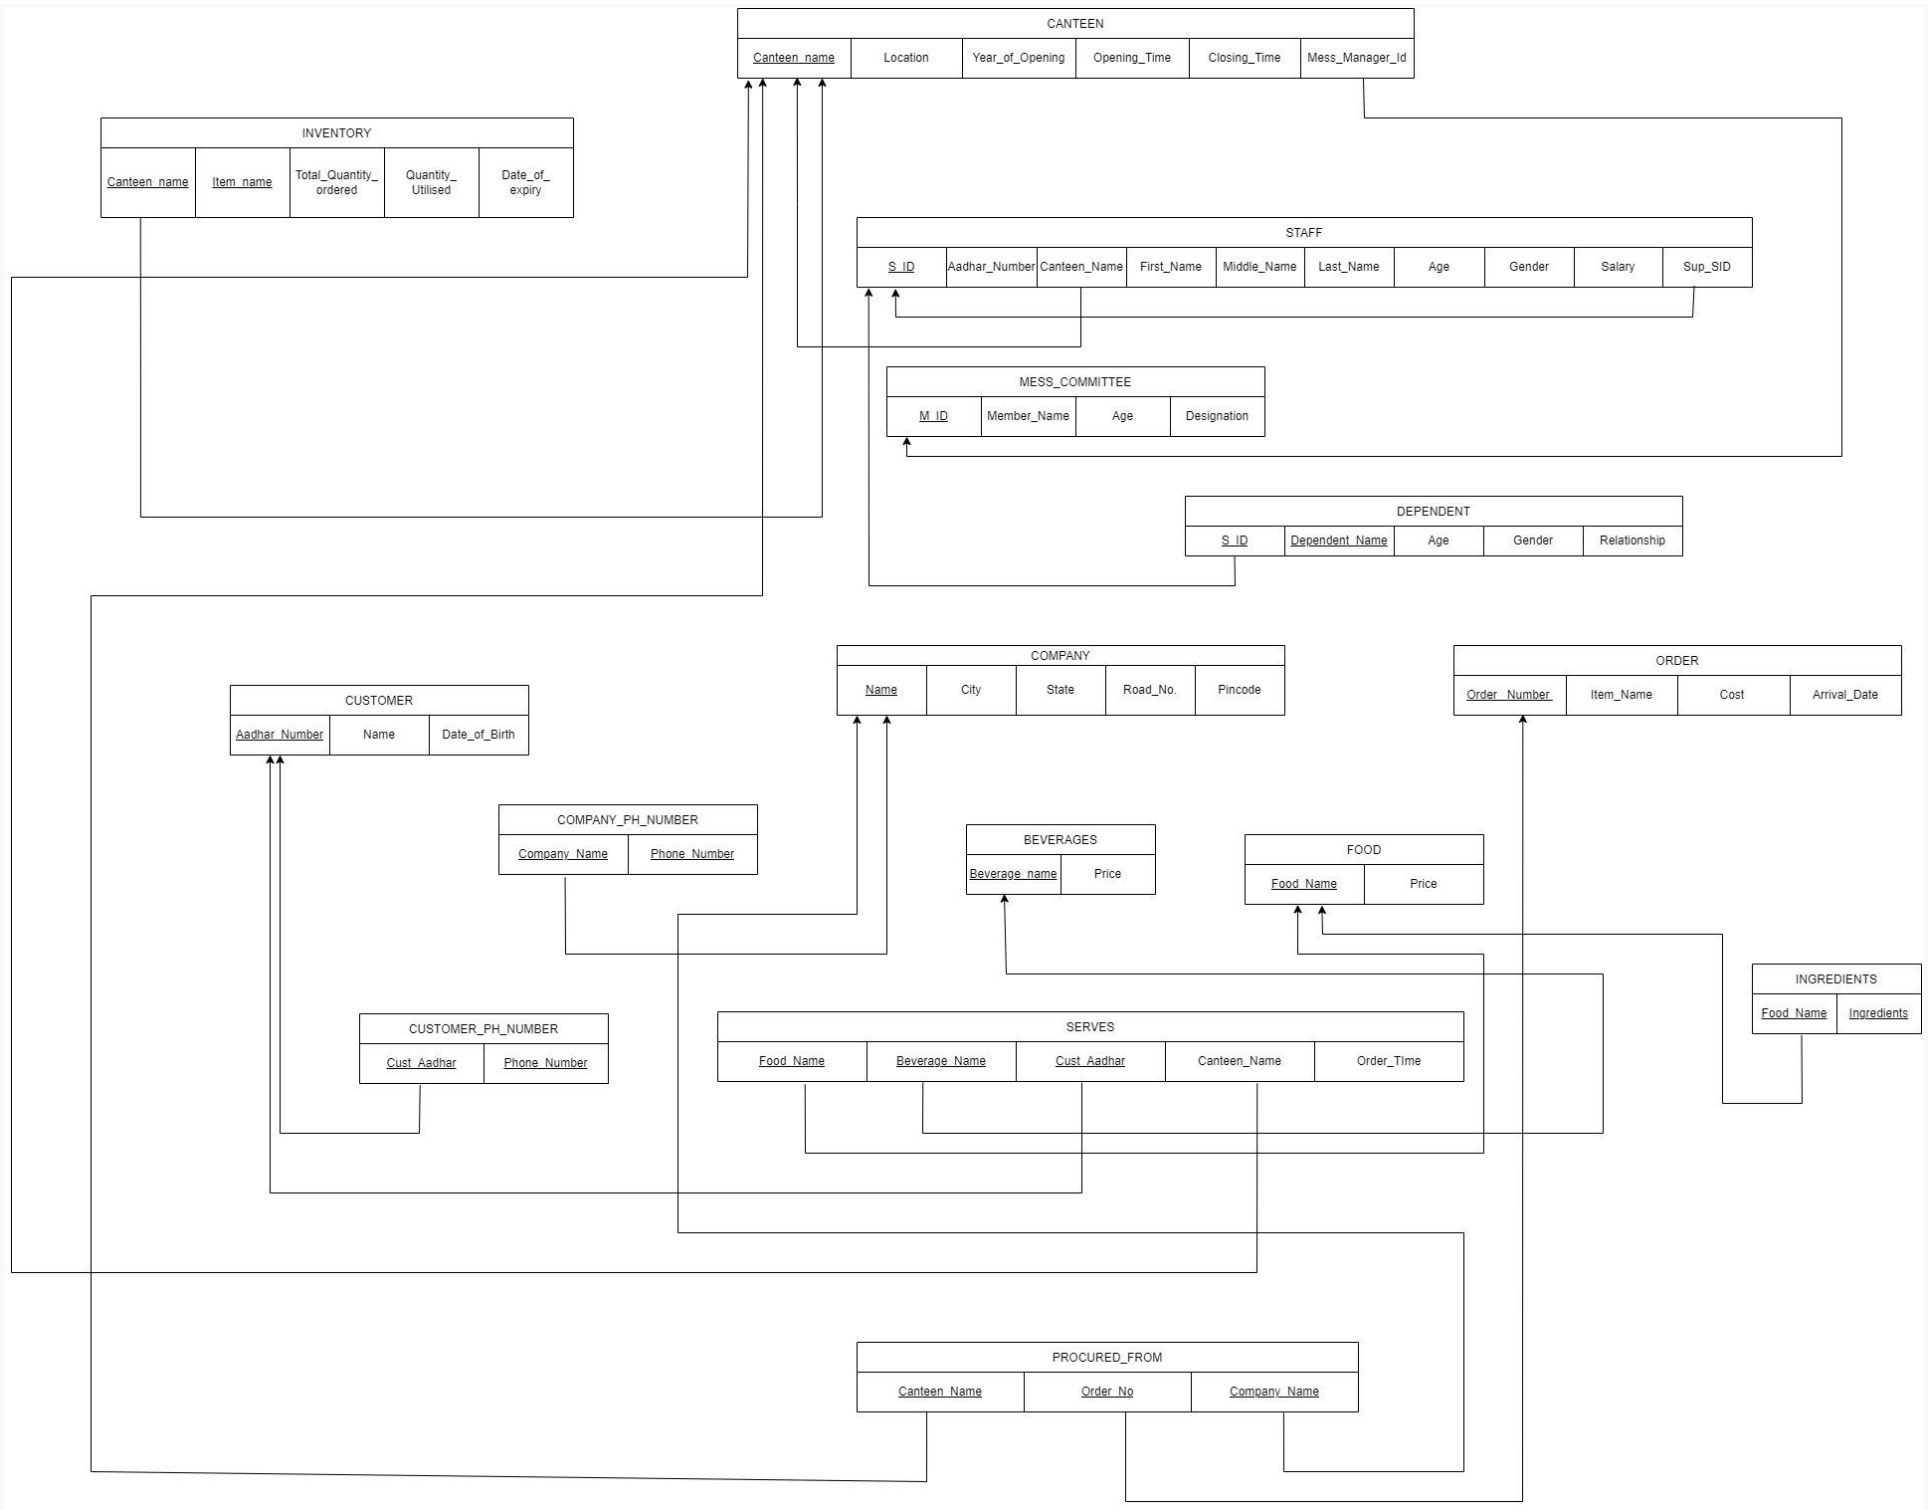 CANTEEN
Canteen_name Location Year_of_Opening Opening_Time Closing_Time Mess_Manager_Id
INVENTORY
Canteen_name Item_name Total_Quantity_ Quantity_ Date_of_
ordered Utilised expiry
STAFF
S_ID Aadhar_Number Canteen_Name First_Name Middle_Name Last_Name Age Gender Salary Sup_SID
MESS_COMMITTEE
M_ID Member_Name Age Designation
DEPENDENT
S_ID Dependent_Name Age Gender Relationship
COMPANY
Name City State Road_No. Pincode
ORDER
Order_Number Item_Name Cost Arrival_Date
CUSTOMER
Aadhar_Number Name Date_of_Birth
COMPANY_PH_NUMBER
Company_Name Phone_Number
BEVERAGES
Beverage_name Price
FOOD
Food_Name Price
INGREDIENTS
Food_Name Ingredients
CUSTOMER_PH_NUMBER
Cust_Aadhar Phone_Number
SERVES
Food_Name Beverage_Name Cust_Aadhar Canteen_Name Order_TIme
PROCURED_FROM
Canteen_Name Order_No Company_Name